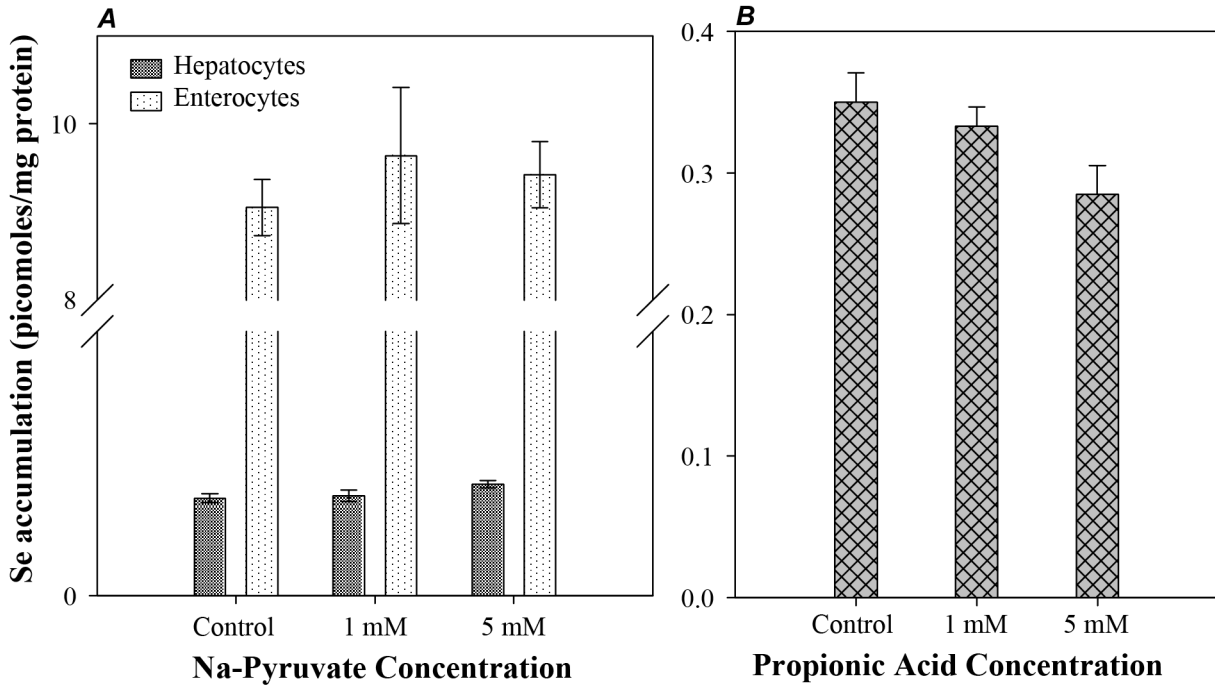 A
Hepatocytes
Enterocytes
Se accumulation (picomoles/mg protein)
10
8
0
Control 1 mM 5 mM
Na-Pyruvate Concentration
B
0.4
0.3
0.2
0.1
0.0
Control 1 mM 5 mM
Propionic Acid Concentration